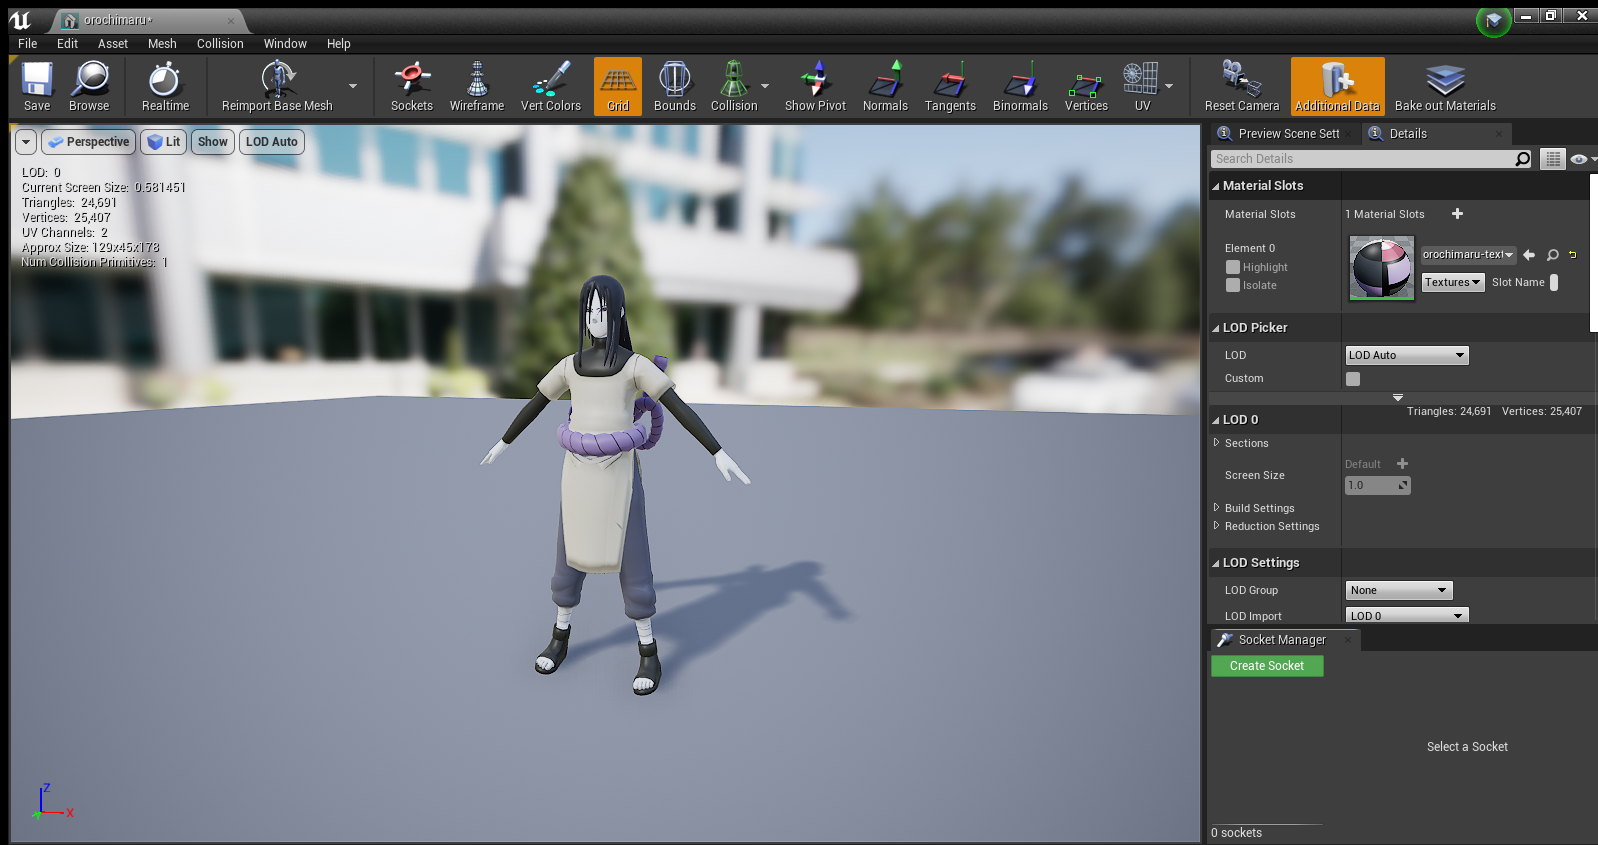 orochimaru*
File Edit Asset Mesh Collision Window Help
Save Browse Realtime Reimport Base Mesh Sockets Wireframe Vert Colors Grid Bounds Collision Show Pivot Normals Tangents Binormals Vertices UV Reset Camera Additional Data Bake out Materials
Perspective Lit Show LOD Auto
LOD: 0
Current Screen Size: 0.581451
Triangles: 24,691
Vertices: 25,407
UV Channels: 2
Approx Size: 129x45x178
Num Collision Primitives: 1
Z
X
Preview Scene Sett Details
Search Details
Material Slots
Material Slots 1 Material Slots
Element 0
orochimaru-text
Highlight
Isolate
Textures Slot Name
LOD Picker
LOD LOD Auto
Custom
Triangles: 24,691 Vertices: 25,407
LOD 0
Sections
Default
Screen Size
1.0
Build Settings
Reduction Settings
LOD Settings
LOD Group None
LOD Import LOD 0
Socket Manager
Create Socket
Select a Socket
0 sockets